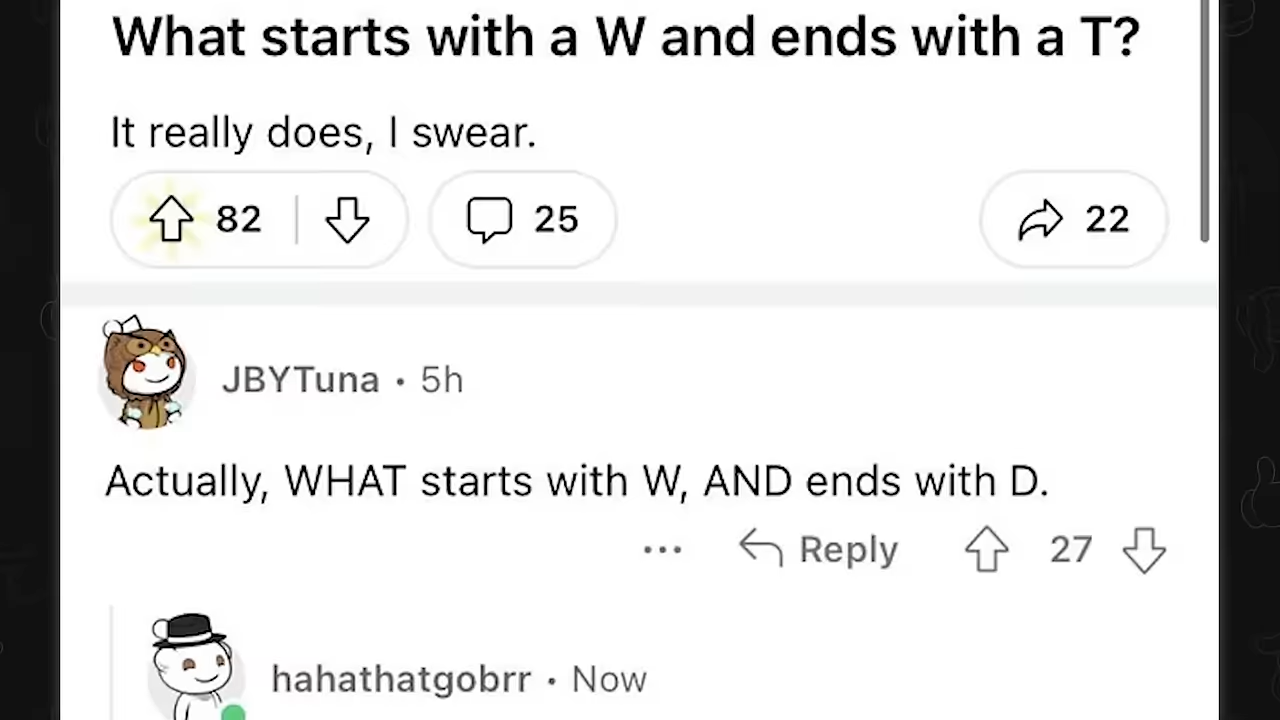 What starts with a W and ends with a T?
It really does, I swear.
82 25 22
JBYTuna • 5h
Actually, WHAT starts with W, AND ends with D.
... Reply 27
hahathatgobrr • Now